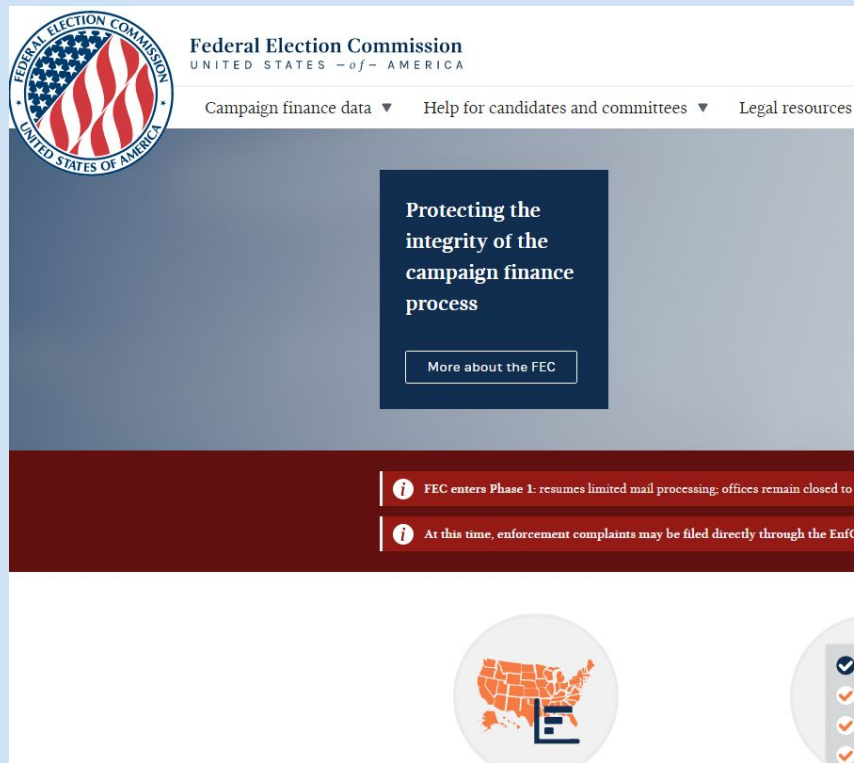 FEDERAL ELECTION COMMISSION
UNITED STATES OF AMERICA
Federal Election Commission
UNITED STATES -of- AMERICA
Campaign finance data ▼ Help for candidates and committees ▼ Legal resources
Protecting the
integrity of the
campaign finance
process
More about the FEC
FEC enters Phase 1: resumes limited mail processing; offices remain closed to
At this time, enforcement complaints may be filed directly through the